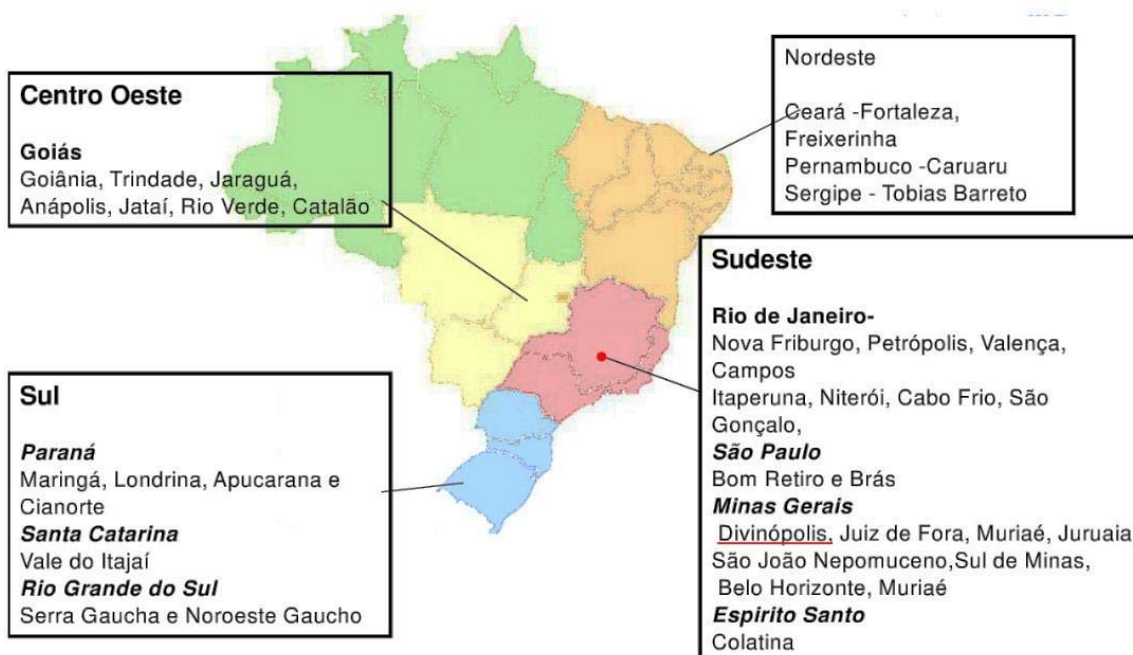 Centro Oeste
Goiás
Goiânia, Trindade, Jaraguá,
Anápolis, Jataí, Rio Verde, Catalão
Nordeste
Ceará -Fortaleza,
Freixerinha
Pernambuco -Caruaru
Sergipe - Tobias Barreto
Sul
Paraná
Maringá, Londrina, Apucarana e
Cianorte
Santa Catarina
Vale do Itajaí
Rio Grande do Sul
Serra Gaucha e Noroeste Gaucho
Sudeste
Rio de Janeiro-
Nova Friburgo, Petrópolis, Valença,
Campos
Itaperuna, Niterói, Cabo Frio, São
Gonçalo,
São Paulo
Bom Retiro e Brás
Minas Gerais
Divinópolis, Juiz de Fora, Muriaé, Juruaia
São João Nepomuceno,Sul de Minas,
Belo Horizonte, Muriaé
Espirito Santo
Colatina